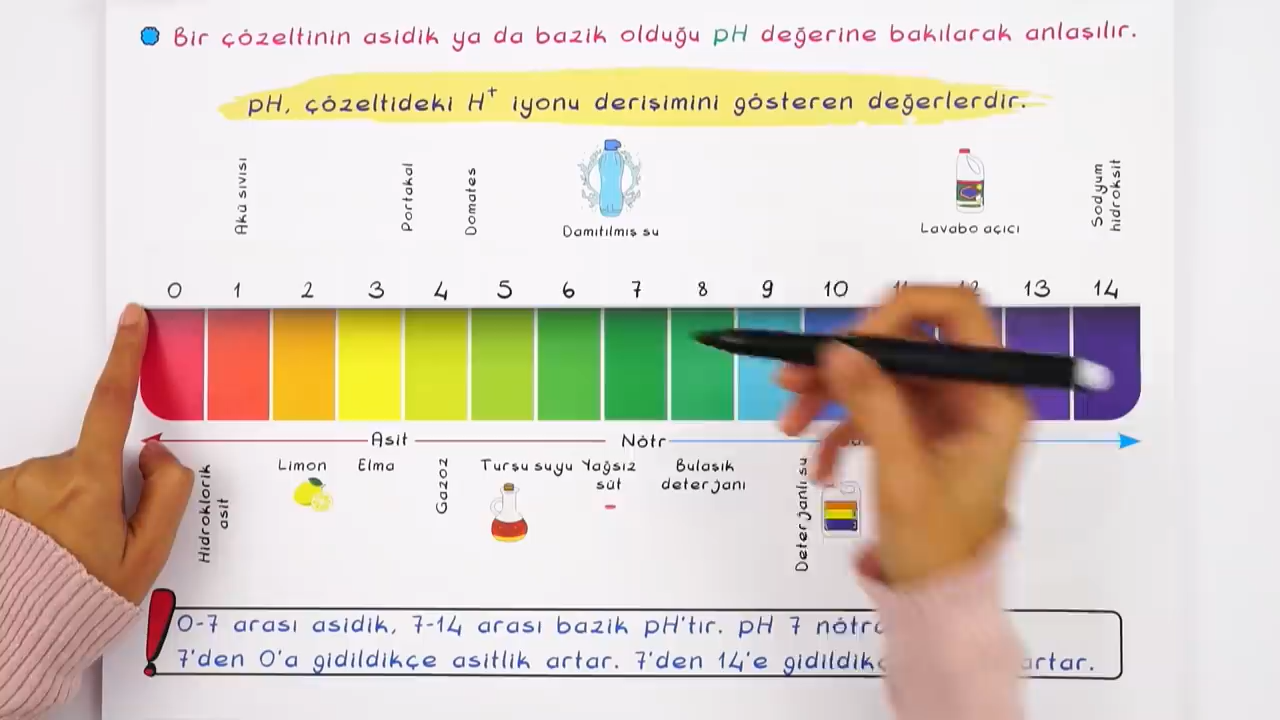 Bir çözeltinin asidik ya da bazik olduğu pH değerine bakılarak anlaşılır.
pH, çözeltideki H⁺ iyonu derişimini gösteren değerlerdir.
Akü sıvısı
Portakal
Domates
Damıtılmış su
Lavabo açıcı
Sodyum
hidroksit
0 1 2 3 4 5 6 7 8 9 10 13 14
Asit Nötr
Hidroklorik
asit
Limon
Elma
Gazoz
Turşu suyu
Yağsız
süt
Bulaşık
deterjanı
Deterjanlı su
0-7 arası asidik, 7-14 arası bazik pH'tır. pH 7
7'den 0'a gidildikçe asitlik artar. 7'den 14'e artar.